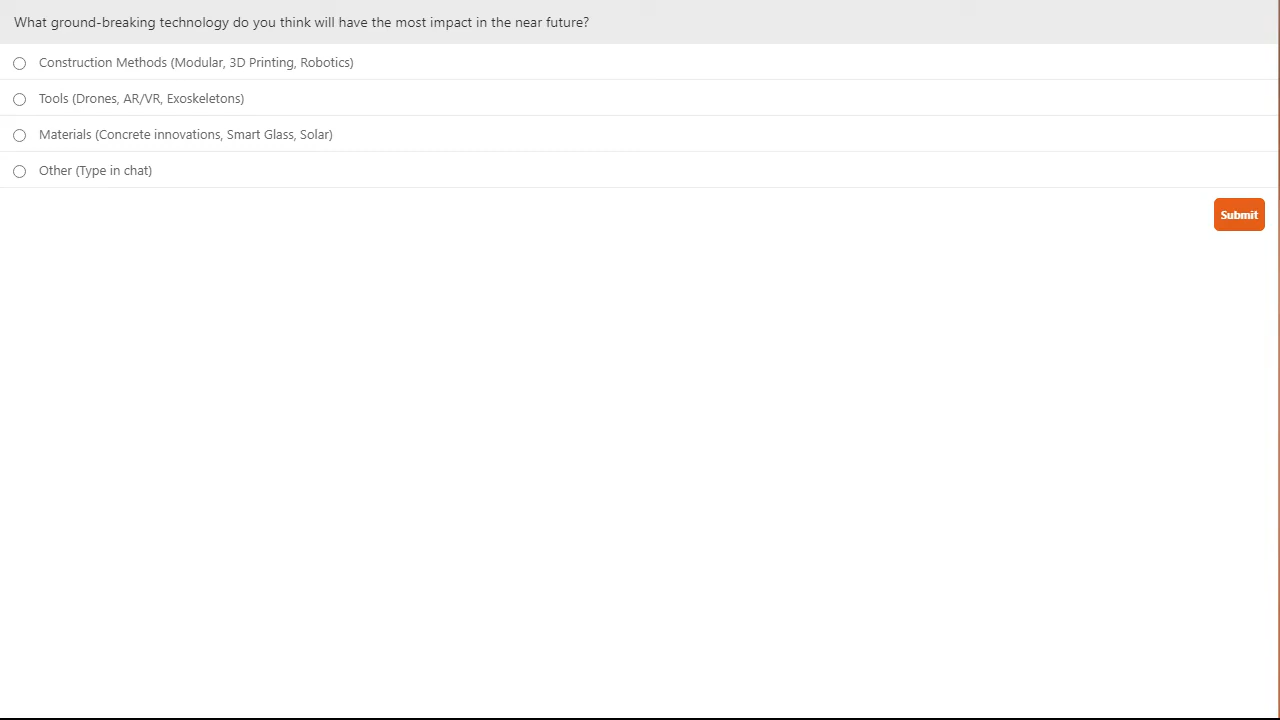 What ground-breaking technology do you think will have the most impact in the near future?
Construction Methods (Modular, 3D Printing, Robotics)
Tools (Drones, AR/VR, Exoskeletons)
Materials (Concrete innovations, Smart Glass, Solar)
Other (Type in chat)
Submit